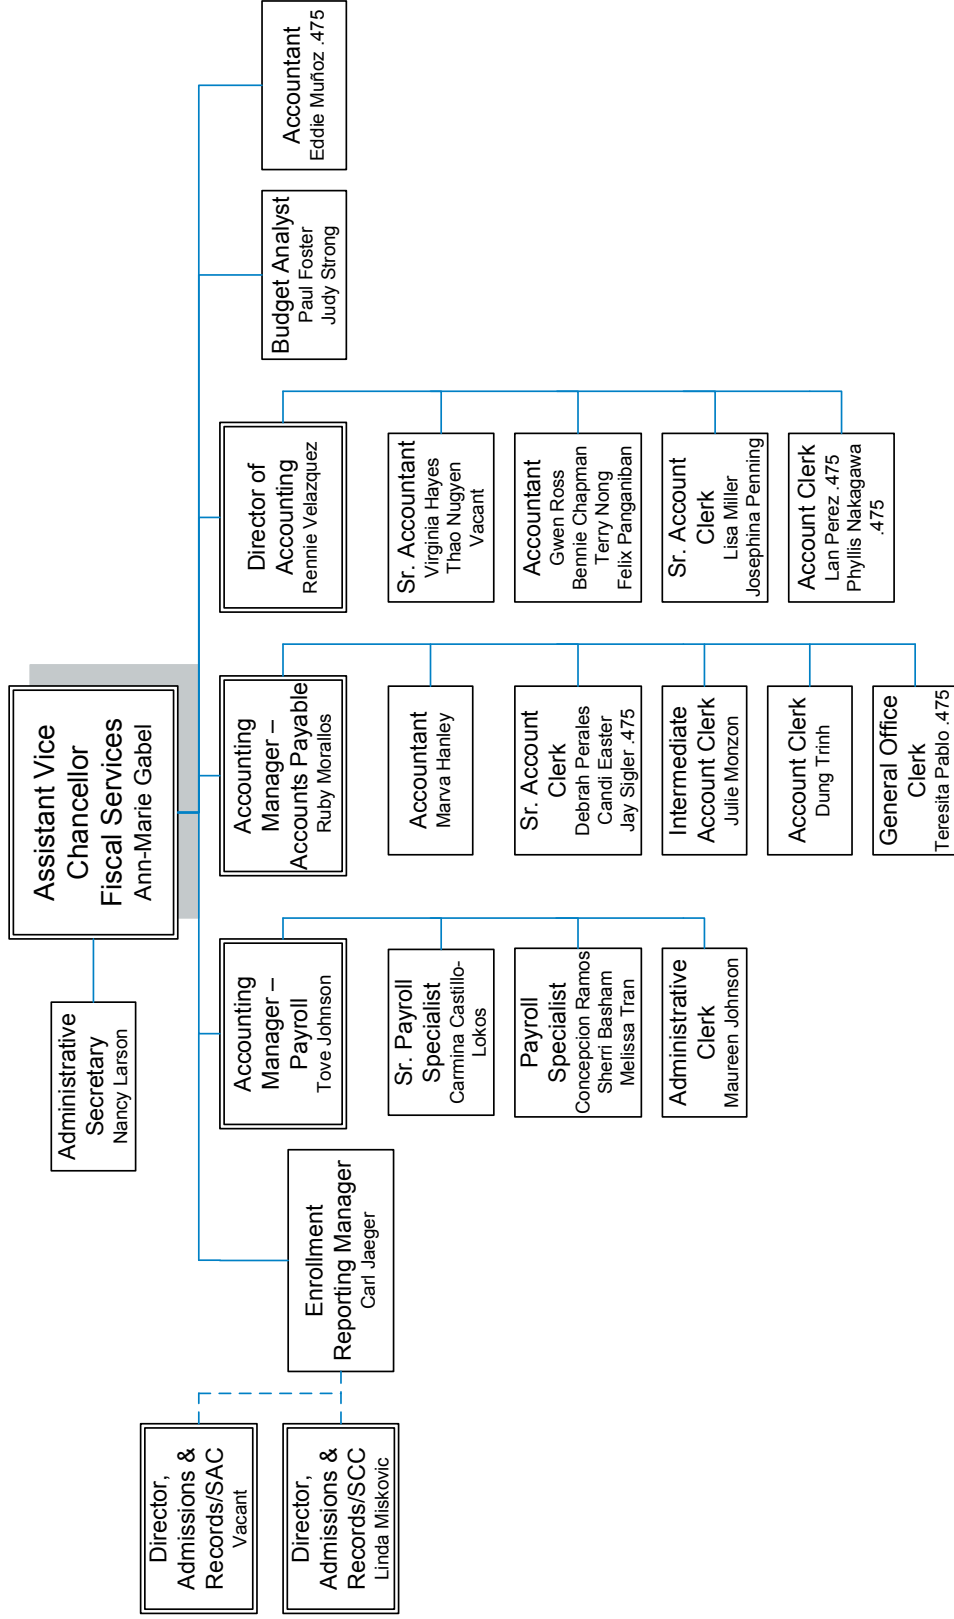 Assistant Vice
Chancellor
Fiscal Services
Ann-Marie Gabel
Administrative
Secretary
Nancy Larson
Director,
Admissions &
Records/SAC
Vacant
Director,
Admissions &
Records/SCC
Linda Miskovic
Enrollment
Reporting Manager
Carl Jaeger
Accounting
Manager –
Payroll
Tove Johnson
Sr. Payroll
Specialist
Carmina Castillo-
Lokos
Payroll
Specialist
Concepcion Ramos
Sherri Basham
Melissa Tran
Administrative
Clerk
Maureen Johnson
Accounting
Manager –
Accounts Payable
Ruby Morallos
Accountant
Marva Hanley
Sr. Account
Clerk
Debrah Perales
Candi Easter
Jay Sigler .475
Intermediate
Account Clerk
Julie Monzon
Account Clerk
Dung Trinh
General Office
Clerk
Teresita Pablo .475
Director of
Accounting
Rennie Velazquez
Sr. Accountant
Virginia Hayes
Thao Nugyen
Vacant
Accountant
Gwen Ross
Bennie Chapman
Terry Nong
Felix Panganiban
Sr. Account
Clerk
Lisa Miller
Josephina Penning
Account Clerk
Lan Perez .475
Phyllis Nakagawa
.475
Budget Analyst
Paul Foster
Judy Strong
Accountant
Eddie Muñoz .475